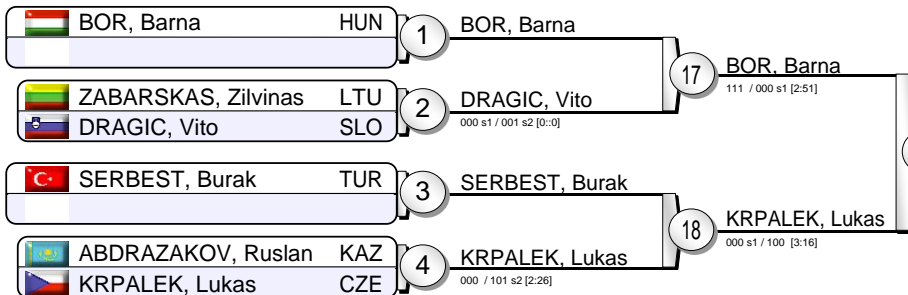 BOR, Barna HUN
1
BOR, Barna
ZABARSKAS, Zilvinas LTU
DRAGIC, Vito SLO
2
DRAGIC, Vito
000 s1 / 001 s2 [0::0]
17
BOR, Barna
111 / 000 s1 [2:51]
SERBEST, Burak TUR
3
SERBEST, Burak
ABDRAZAKOV, Ruslan KAZ
KRPALEK, Lukas CZE
4
KRPALEK, Lukas
000 / 101 s2 [2:26]
18
KRPALEK, Lukas
000 s1 / 100 [3:16]